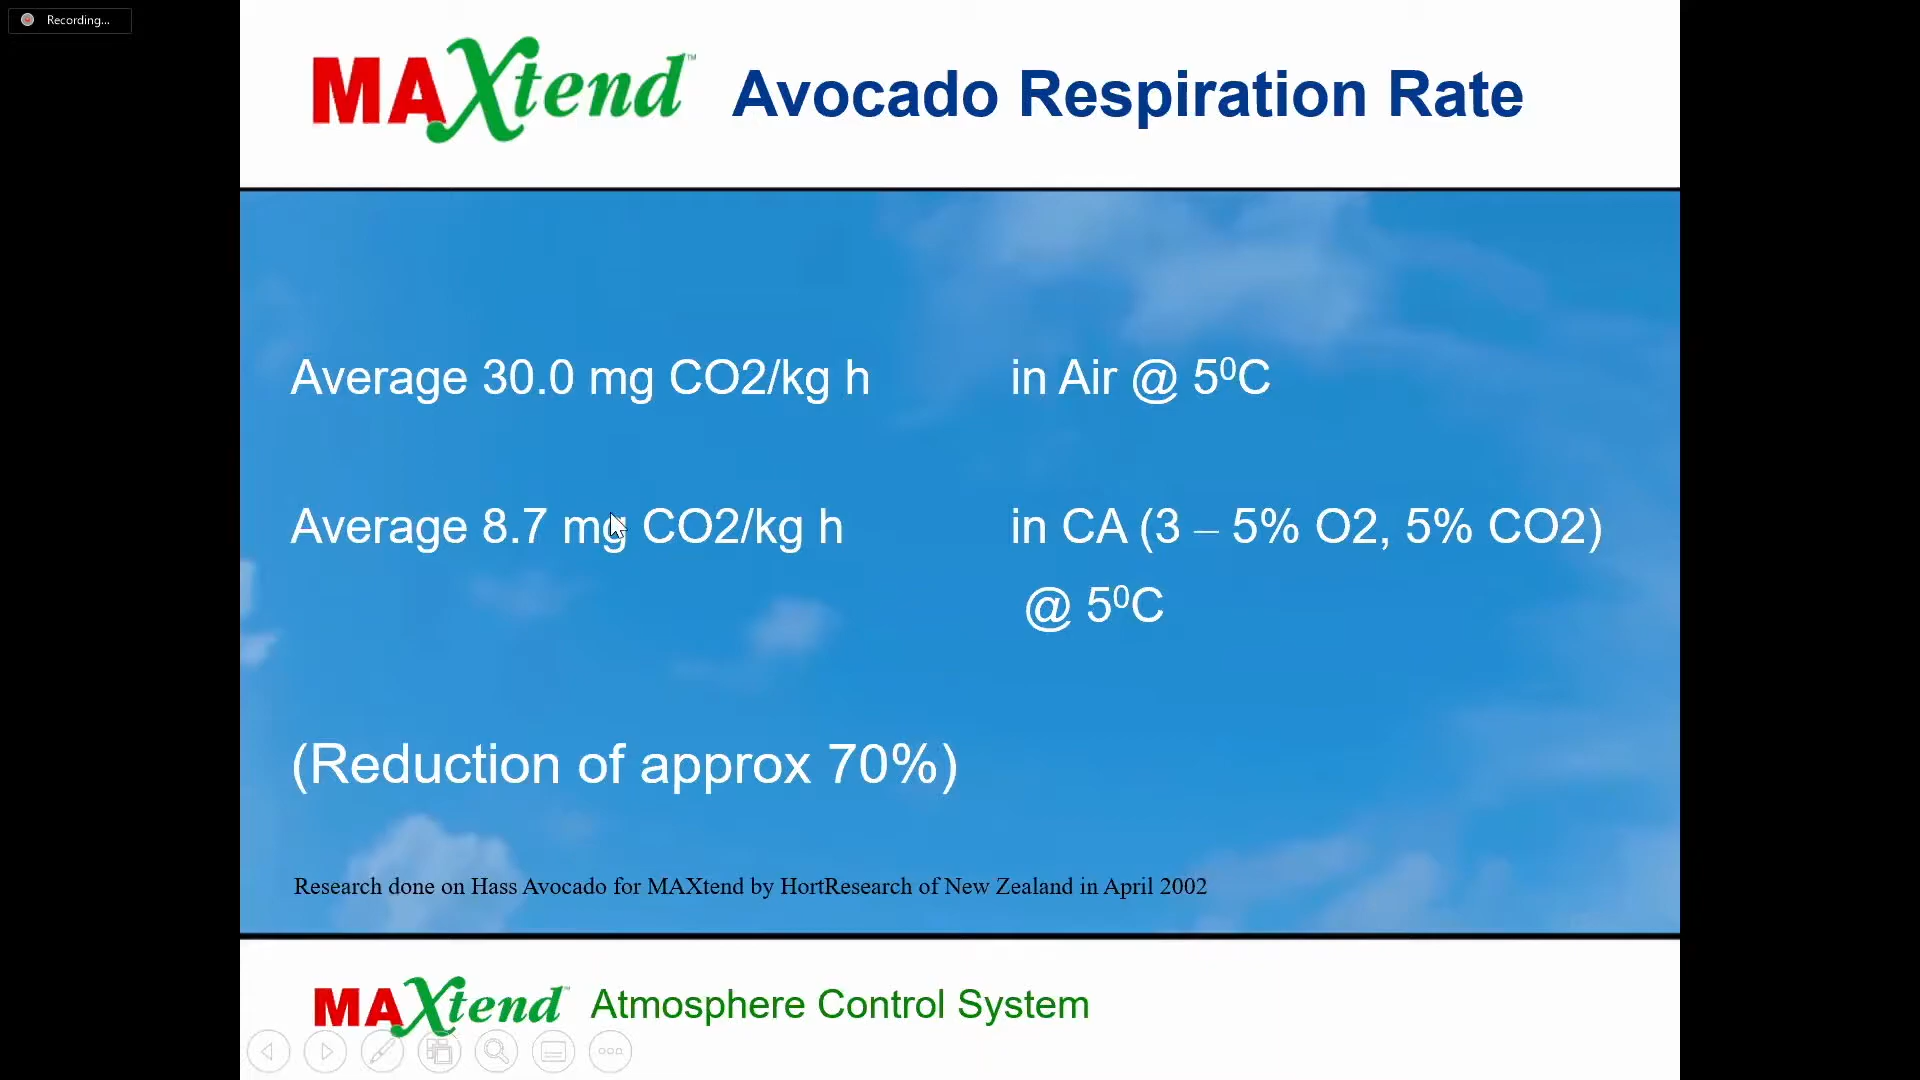 Recording...
MAXtend™ Avocado Respiration Rate
Average 30.0 mg CO2/kg h in Air @ 5⁰C
Average 8.7 mg CO2/kg h in CA (3 – 5% O2, 5% CO2)
@ 5⁰C
(Reduction of approx 70%)
Research done on Hass Avocado for MAXtend by HortResearch of New Zealand in April 2002
MAXtend™ Atmosphere Control System